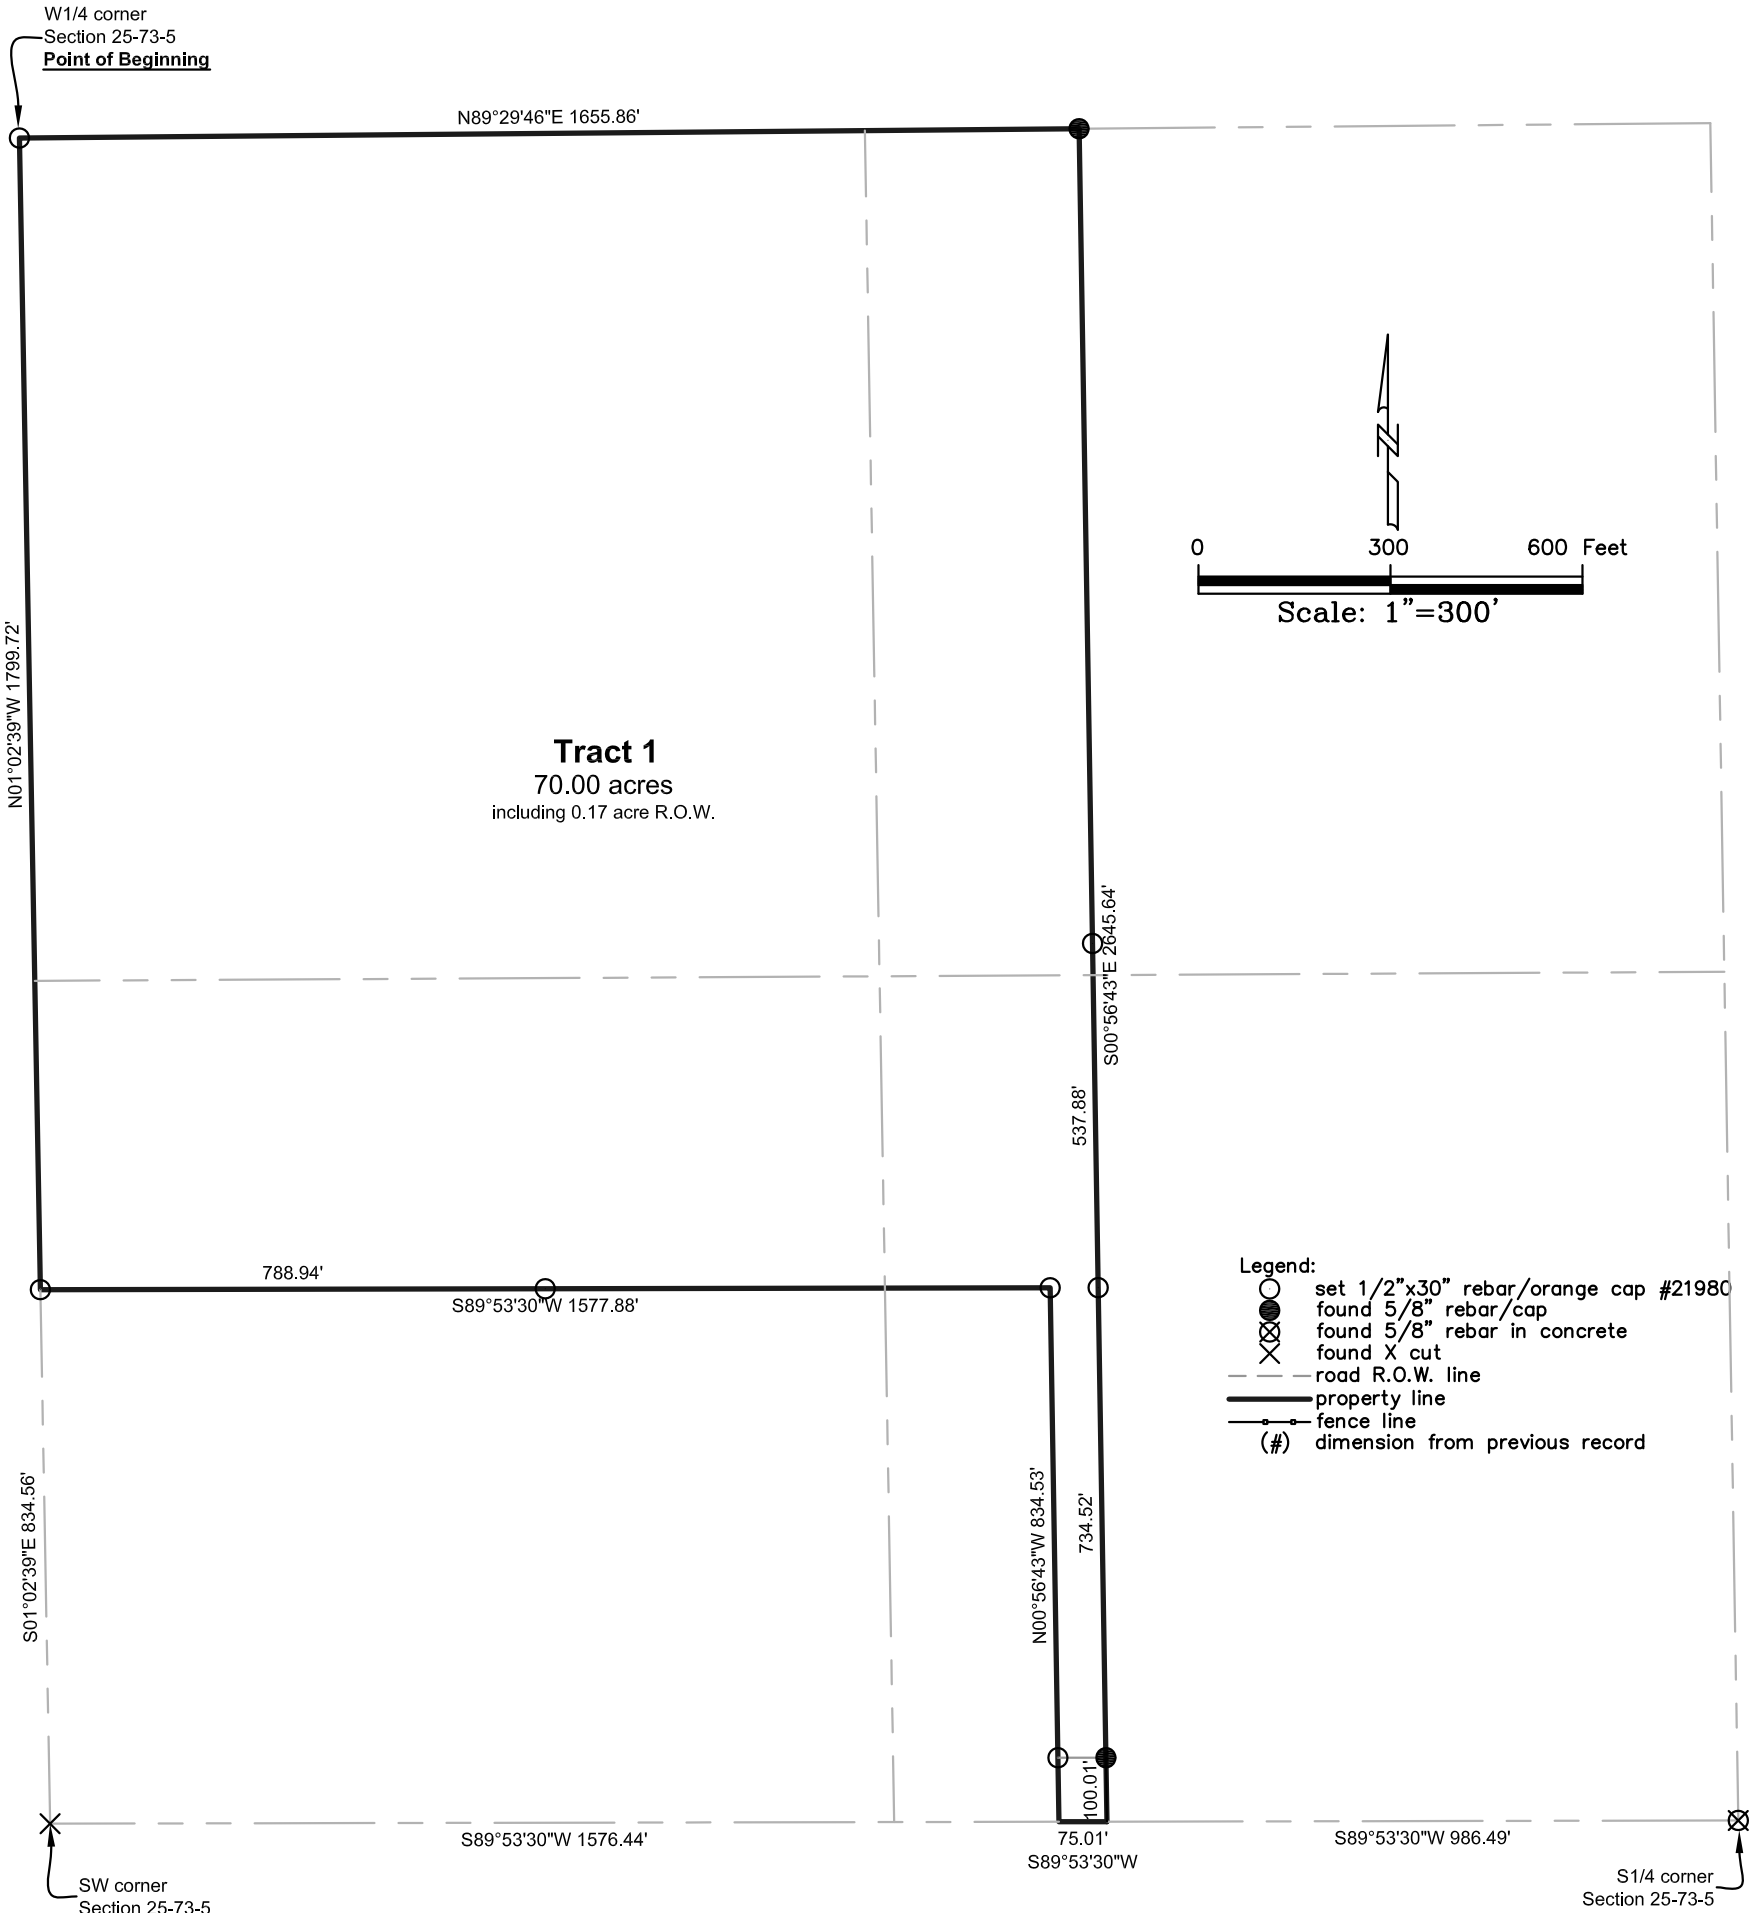 W1/4 corner
Section 25-73-5
Point of Beginning
N89°29'46"E 1655.86'
N01°02'39"W 1799.72'
Tract 1
70.00 acres
including 0.17 acre R.O.W.
N
0 300 600 Feet
Scale: 1"=300'
S00°56'43"E 2645.64'
537.88'
788.94'
S89°53'30"W 1577.88'
Legend:
set 1/2"x30" rebar/orange cap #21980
found 5/8" rebar/cap
found 5/8" rebar in concrete
found X cut
road R.O.W. line
property line
fence line
(#) dimension from previous record
S01°02'39"E 834.56'
N00°56'43"W 834.53'
734.52'
100.01'
S89°53'30"W 1576.44'
75.01'
S89°53'30"W
S89°53'30"W 986.49'
SW corner
Section 25-73-5
S1/4 corner
Section 25-73-5